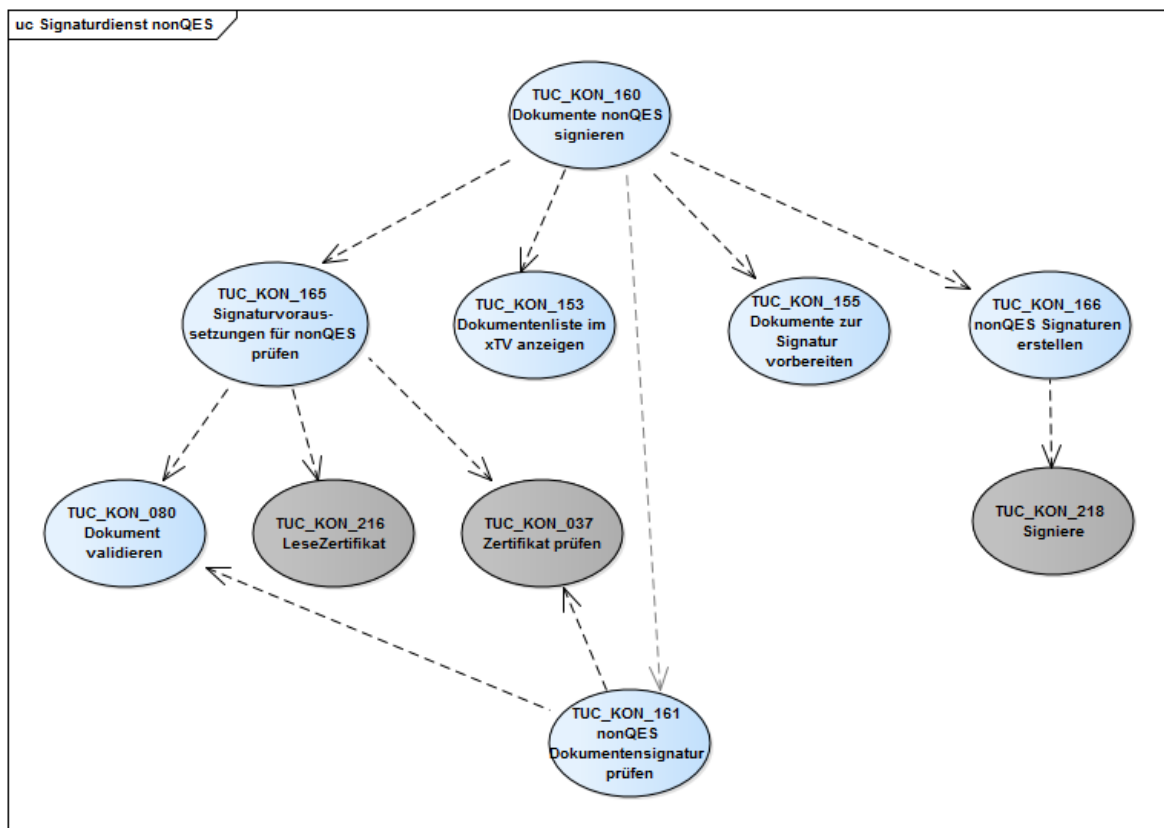 uc Signaturdienst nonQES
TUC_KON_160
Dokumente nonQES
signieren
TUC_KON_165
Signaturvoraus-
setzungen für nonQES
prüfen
TUC_KON_153
Dokumentenliste im
xTV anzeigen
TUC_KON_155
Dokumente zur
Signatur
vorbereiten
TUC_KON_166
nonQES Signaturen
erstellen
TUC_KON_080
Dokument
validieren
TUC_KON_216
LeseZertifikat
TUC_KON_037
Zertifikat prüfen
TUC_KON_218
Signiere
TUC_KON_161
nonQES
Dokumentensignatur
prüfen